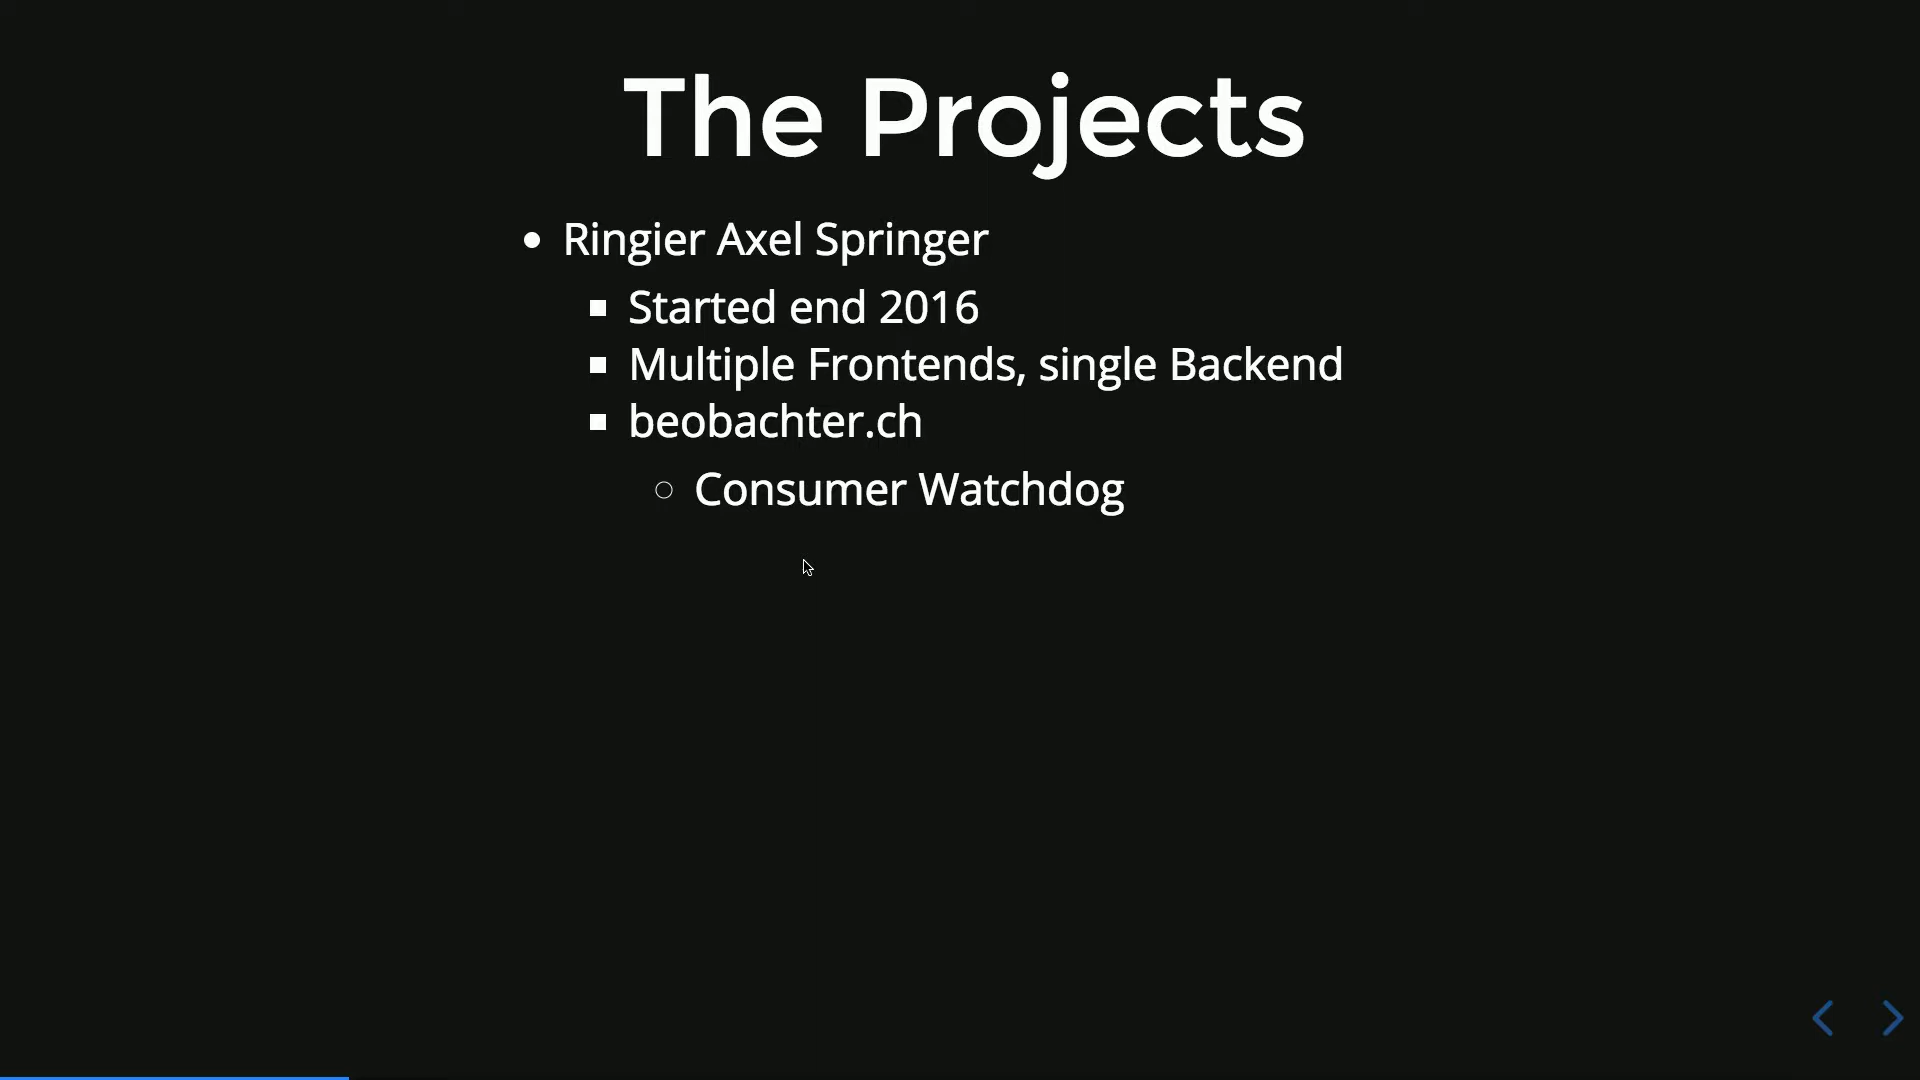 The Projects
Ringier Axel Springer
Started end 2016
Multiple Frontends, single Backend
beobachter.ch
Consumer Watchdog